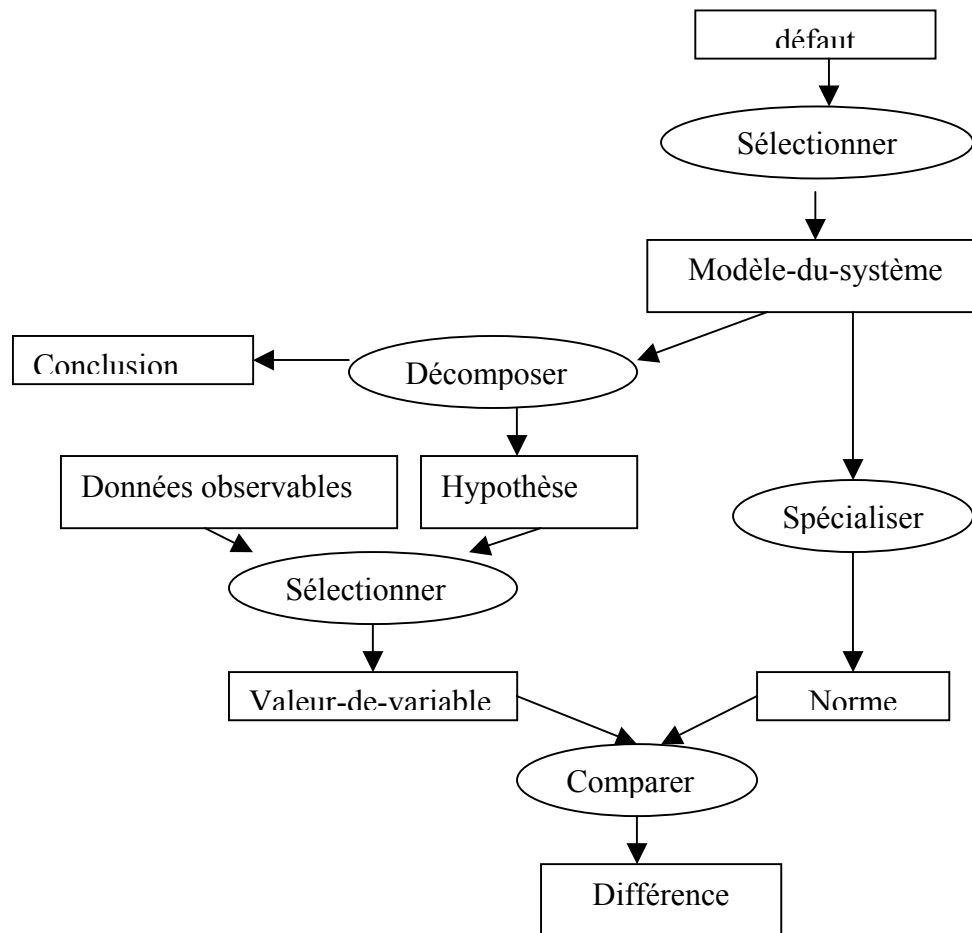 défaut
Sélectionner
Modèle-du-système
Conclusion
Décomposer
Données observables
Hypothèse
Spécialiser
Sélectionner
Valeur-de-variable
Norme
Comparer
Différence